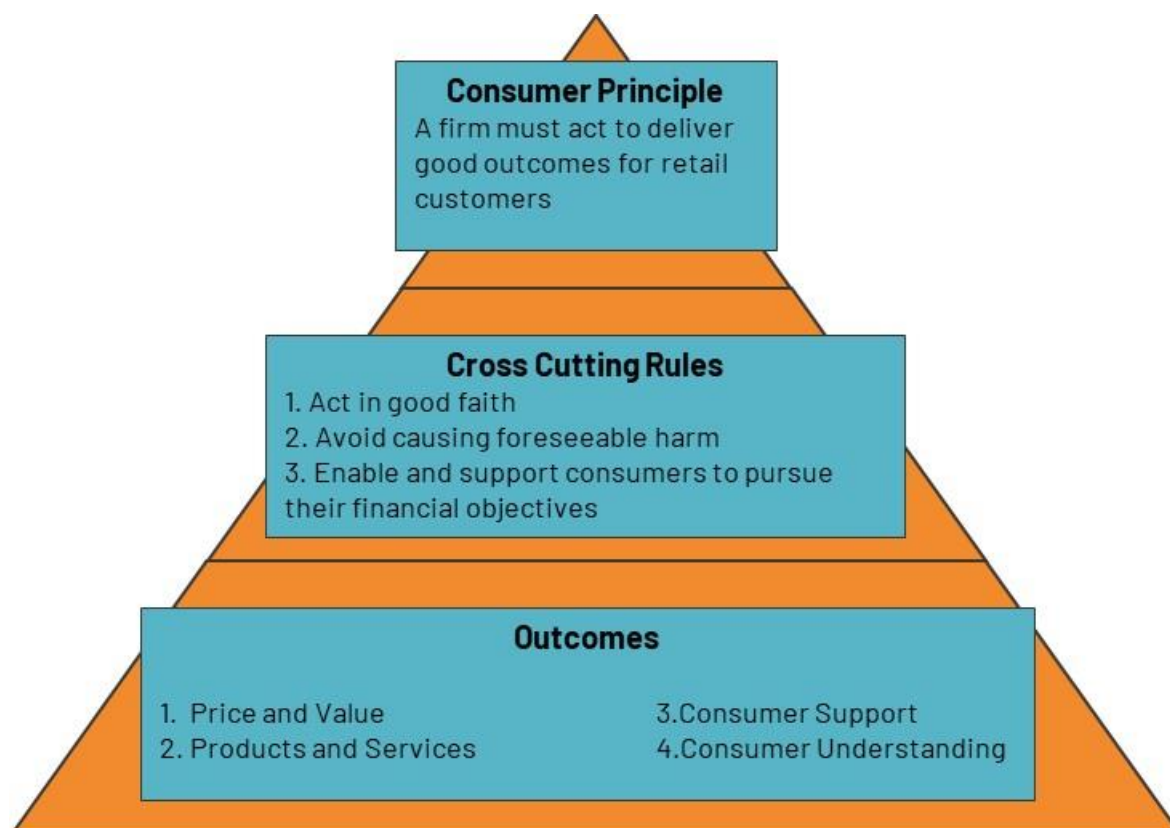 Consumer Principle
A firm must act to deliver
good outcomes for retail
customers
Cross Cutting Rules
1. Act in good faith
2. Avoid causing foreseeable harm
3. Enable and support consumers to pursue
their financial objectives
Outcomes
1. Price and Value
2. Products and Services
3.Consumer Support
4.Consumer Understanding